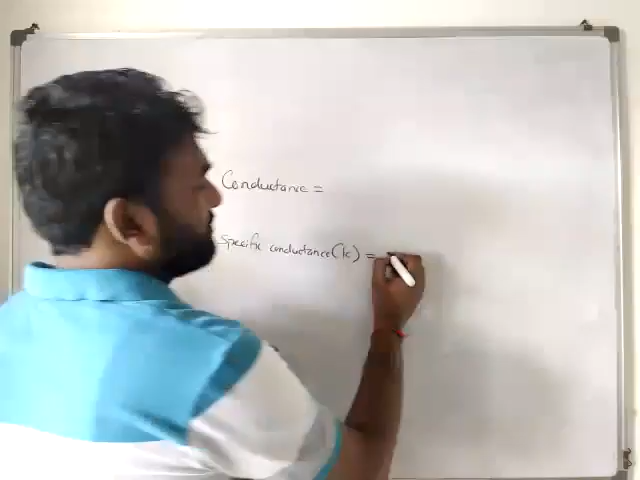 Conductance =
Specific conductance(k) =